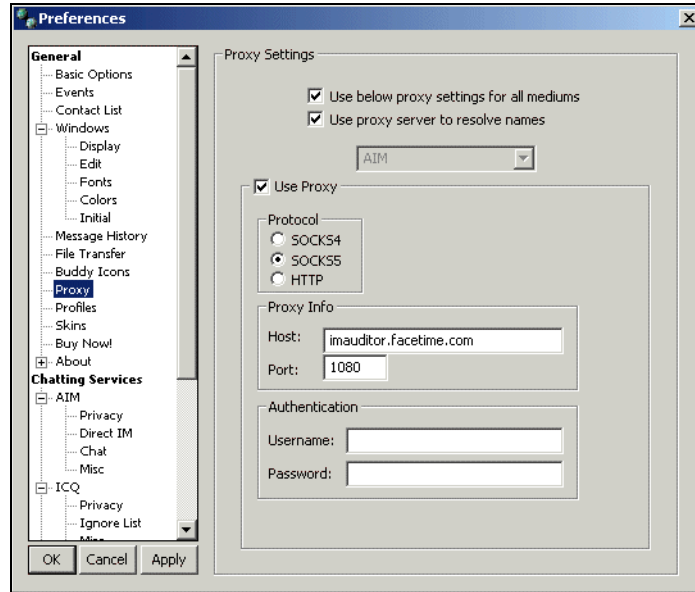 Preferences
General
Basic Options
Events
Contact List
Windows
Display
Edit
Fonts
Colors
Initial
Message History
File Transfer
Buddy Icons
Proxy
Profiles
Skins
Buy Now!
About
Chatting Services
AIM
Privacy
Direct IM
Chat
Misc
ICQ
Privacy
Ignore List
Misc
OK Cancel Apply
Proxy Settings
Use below proxy settings for all mediums
Use proxy server to resolve names
AIM
Use Proxy
Protocol
SOCKS4
SOCKS5
HTTP
Proxy Info
Host: imauditor.facetime.com
Port: 1080
Authentication
Username:
Password: